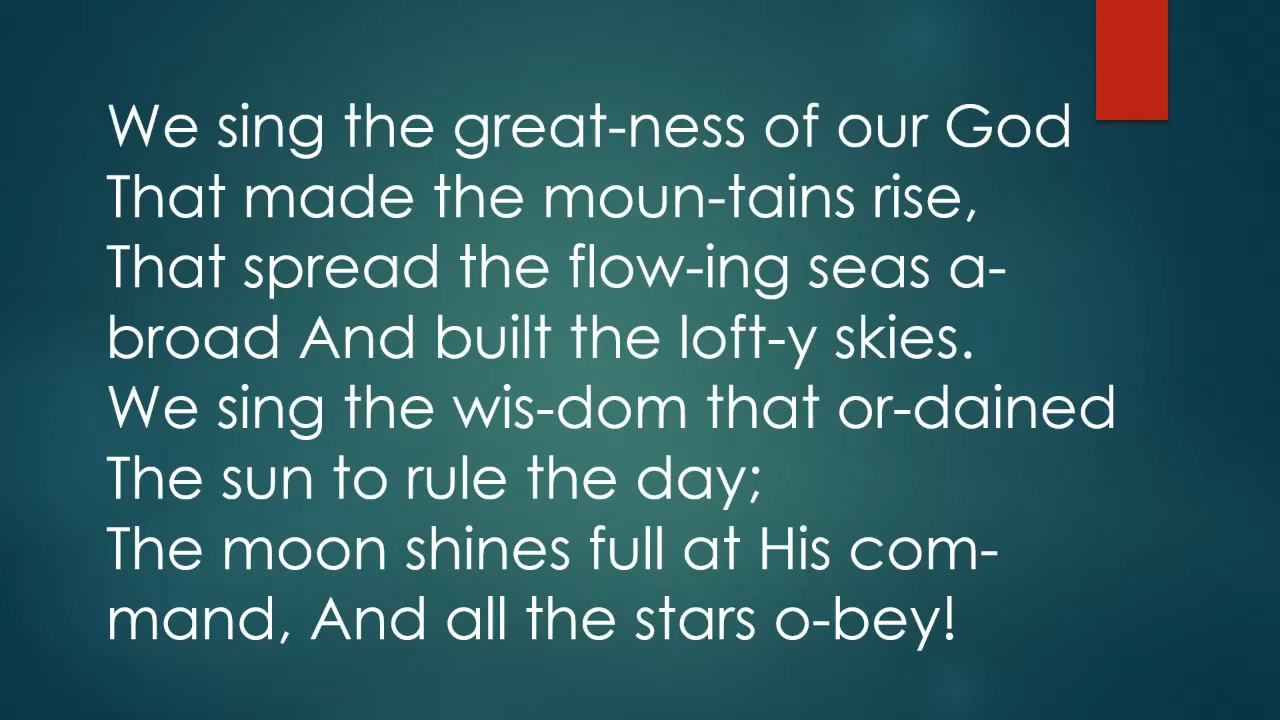 We sing the great-ness of our God
That made the moun-tains rise,
That spread the flow-ing seas a-
broad And built the loft-y skies.
We sing the wis-dom that or-dained
The sun to rule the day;
The moon shines full at His com-
mand, And all the stars o-bey!